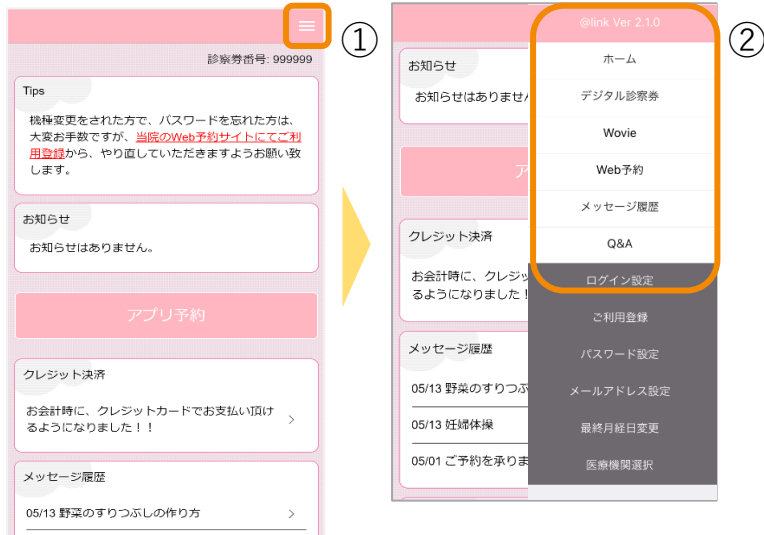 ①
診察券番号: 999999
Tips
機種変更をされた方で、パスワードを忘れた方は、
大変お手数ですが、当院のWeb予約サイトにてご利
用登録から、やり直していただきますようお願い致
します。
お知らせ
お知らせはありません。
アプリ予約
クレジット決済
お会計時に、クレジットカードでお支払い頂け
るようになりました！！
メッセージ履歴
05/13 野菜のすりつぶしの作り方
②
お知らせ
お知らせはありませ
ア
クレジット決済
お会計時に、クレジッ
るようになりました！
メッセージ履歴
05/13 野菜のすりつぶ
05/13 妊婦体操
05/01 ご予約を承りま
@link Ver 2.1.0
ホーム
デジタル診察券
Wovie
Web予約
メッセージ履歴
Q&A
ログイン設定
ご利用登録
パスワード設定
メールアドレス設定
最終月経日変更
医療機関選択